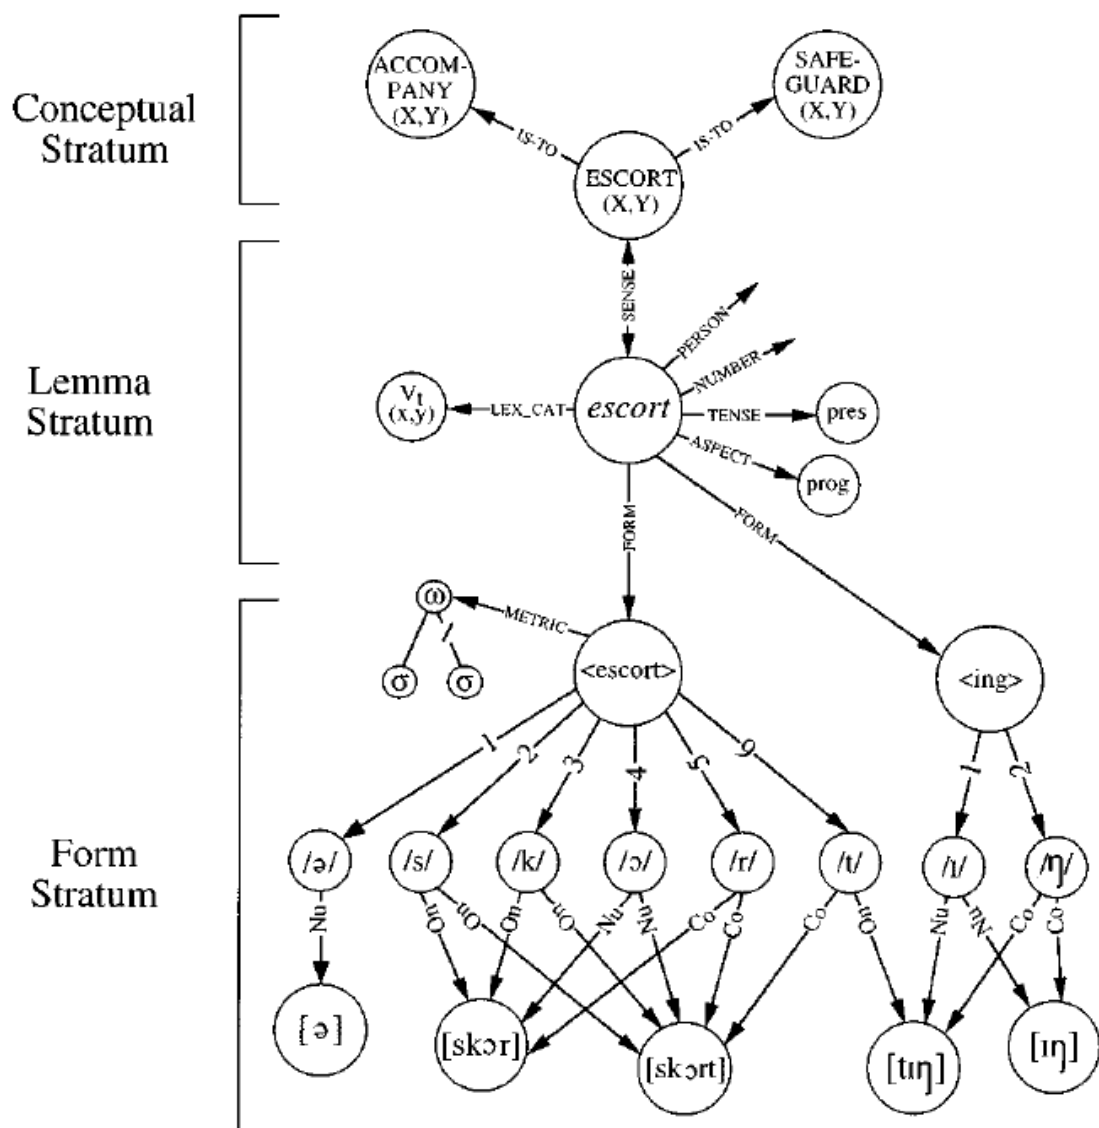 Conceptual
Stratum
ACCOM-
PANY
(X,Y)
SAFE-
GUARD
(X,Y)
IS-TO
IS-TO
ESCORT
(X,Y)
SENSE
Lemma
Stratum
PERSON
NUMBER
Vt
(x,y)
LEX_CAT
escort
TENSE
pres
ASPECT
prog
FORM
FORM
ω
METRIC
σ
σ
<escort>
<ing>
1
2
3
4
5
6
1
2
Form
Stratum
/ə/
/s/
/k/
/ɔ/
/r/
/t/
/ɪ/
/ŋ/
Nu
On
On
On
On
Nu
Nu
Co
Co
Co
On
Nu
Nu
Co
Co
[ə]
[skɔr]
[skɔrt]
[tɪŋ]
[ɪŋ]